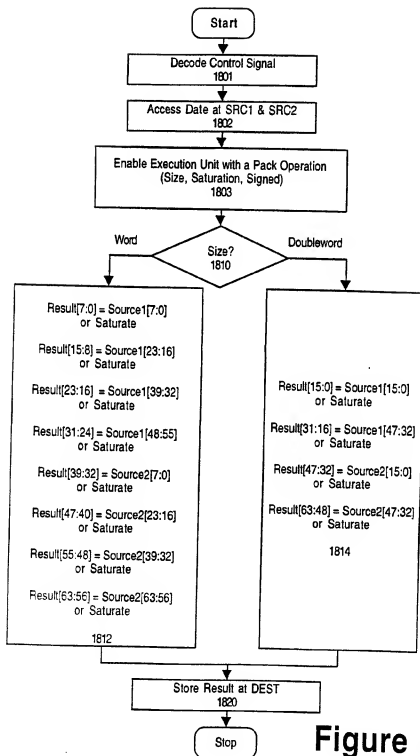 Start
Decode Control Signal
1801
Access Date at SRC1 & SRC2
1802
Enable Execution Unit with a Pack Operation
(Size, Saturation, Signed)
1803
Word
Size?
1810
Doubleword
Result[7:0] = Source1[7:0]
or Saturate
Result[15:8] = Source1[23:16]
or Saturate
Result[23:16] = Source1[39:32]
or Saturate
Result[31:24] = Source1[48:55]
or Saturate
Result[39:32] = Source2[7:0]
or Saturate
Result[47:40] = Source2[23:16]
or Saturate
Result[55:48] = Source2[39:32]
or Saturate
Result[63:56] = Source2[63:56]
or Saturate
1812
Result[15:0] = Source1[15:0]
or Saturate
Result[31:16] = Source1[47:32]
or Saturate
Result[47:32] = Source2[15:0]
or Saturate
Result[63:48] = Source2[47:32]
or Saturate
1814
Store Result at DEST
1820
Stop
Figure